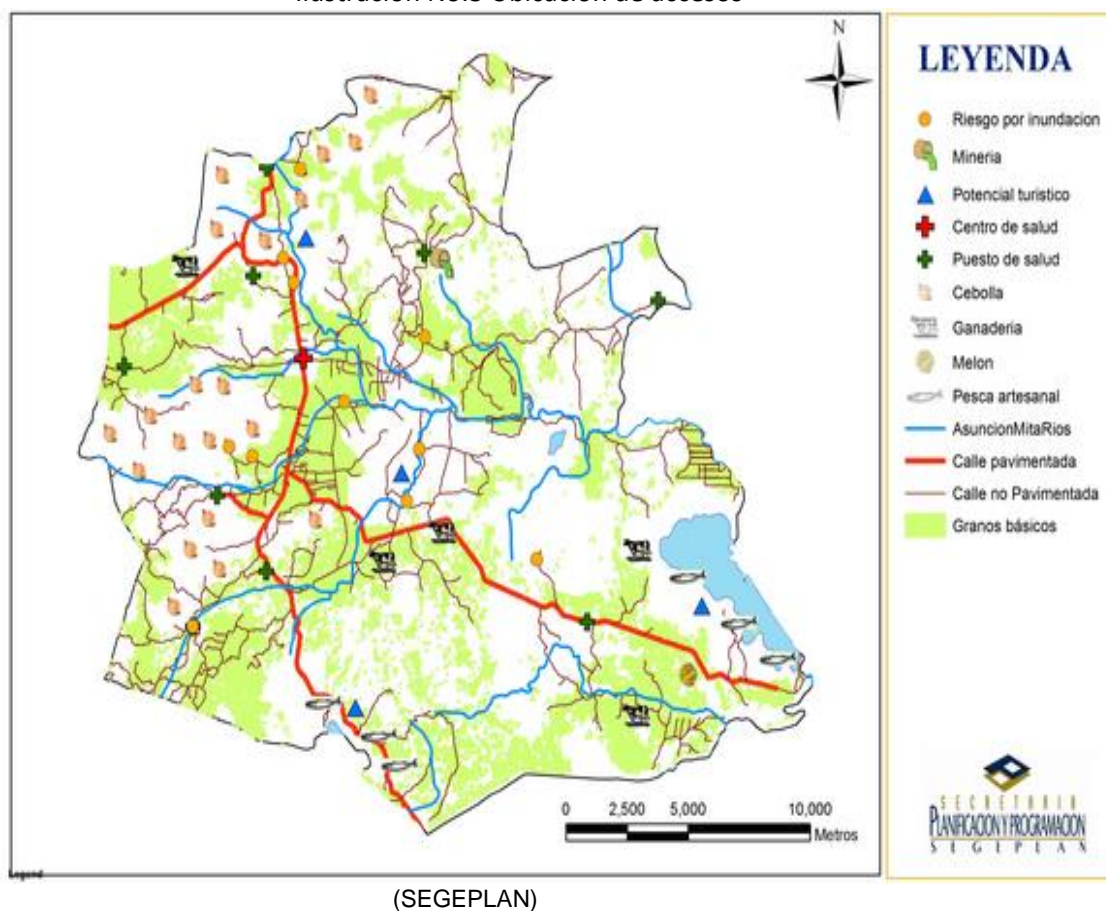 N
LEYENDA
Riesgo por inundacion
Mineria
Potencial turistico
Centro de salud
Puesto de salud
Cebolla
Ganaderia
Melon
Pesca artesanal
AsuncionMitaRios
Calle pavimentada
Calle no Pavimentada
Granos básicos
0 2,500 5,000 10,000
Metros
SECRETARIA
PLANIFICACION Y PROGRAMACION
SEGEPLAN
Legend
(SEGEPLAN)